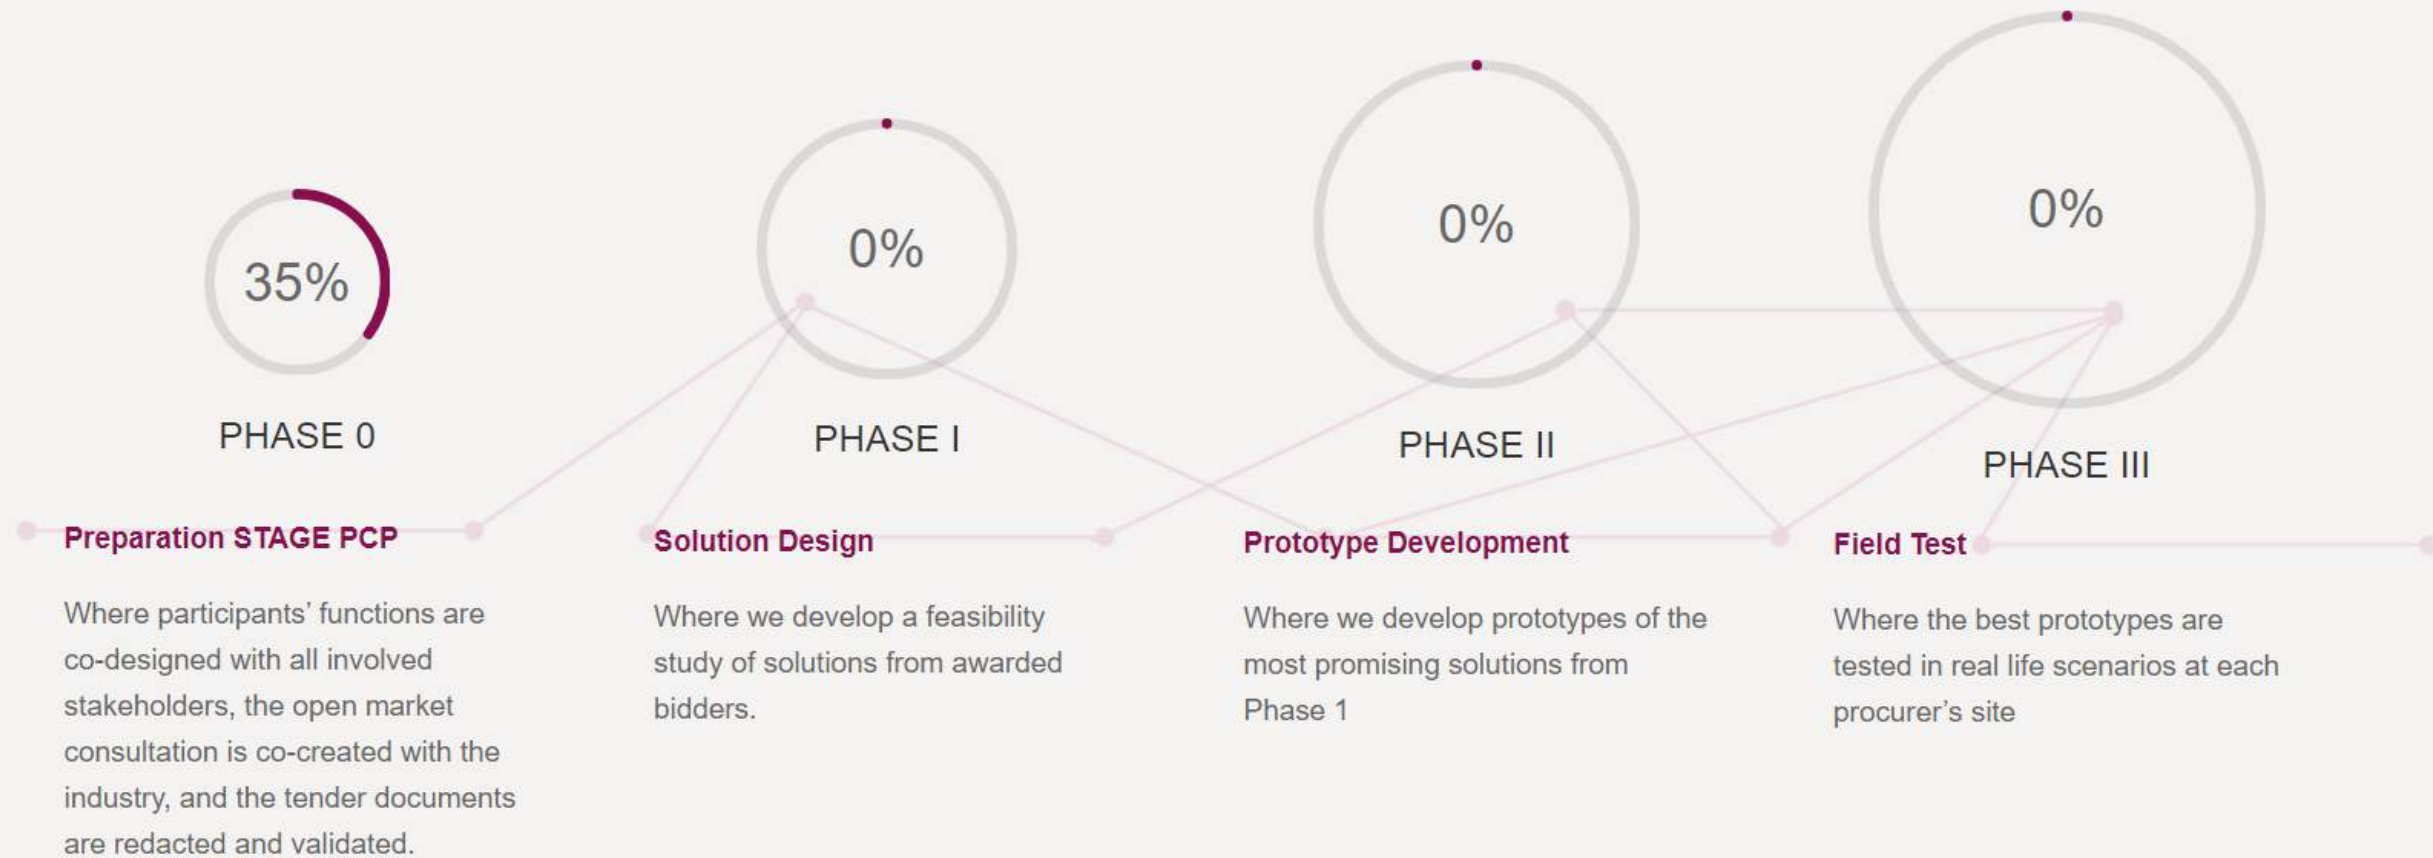 35%
PHASE 0
Preparation STAGE PCP
Where participants’ functions are
co-designed with all involved
stakeholders, the open market
consultation is co-created with the
industry, and the tender documents
are redacted and validated.
0%
PHASE I
Solution Design
Where we develop a feasibility
study of solutions from awarded
bidders.
0%
PHASE II
Prototype Development
Where we develop prototypes of the
most promising solutions from
Phase 1
0%
PHASE III
Field Test
Where the best prototypes are
tested in real life scenarios at each
procurer’s site